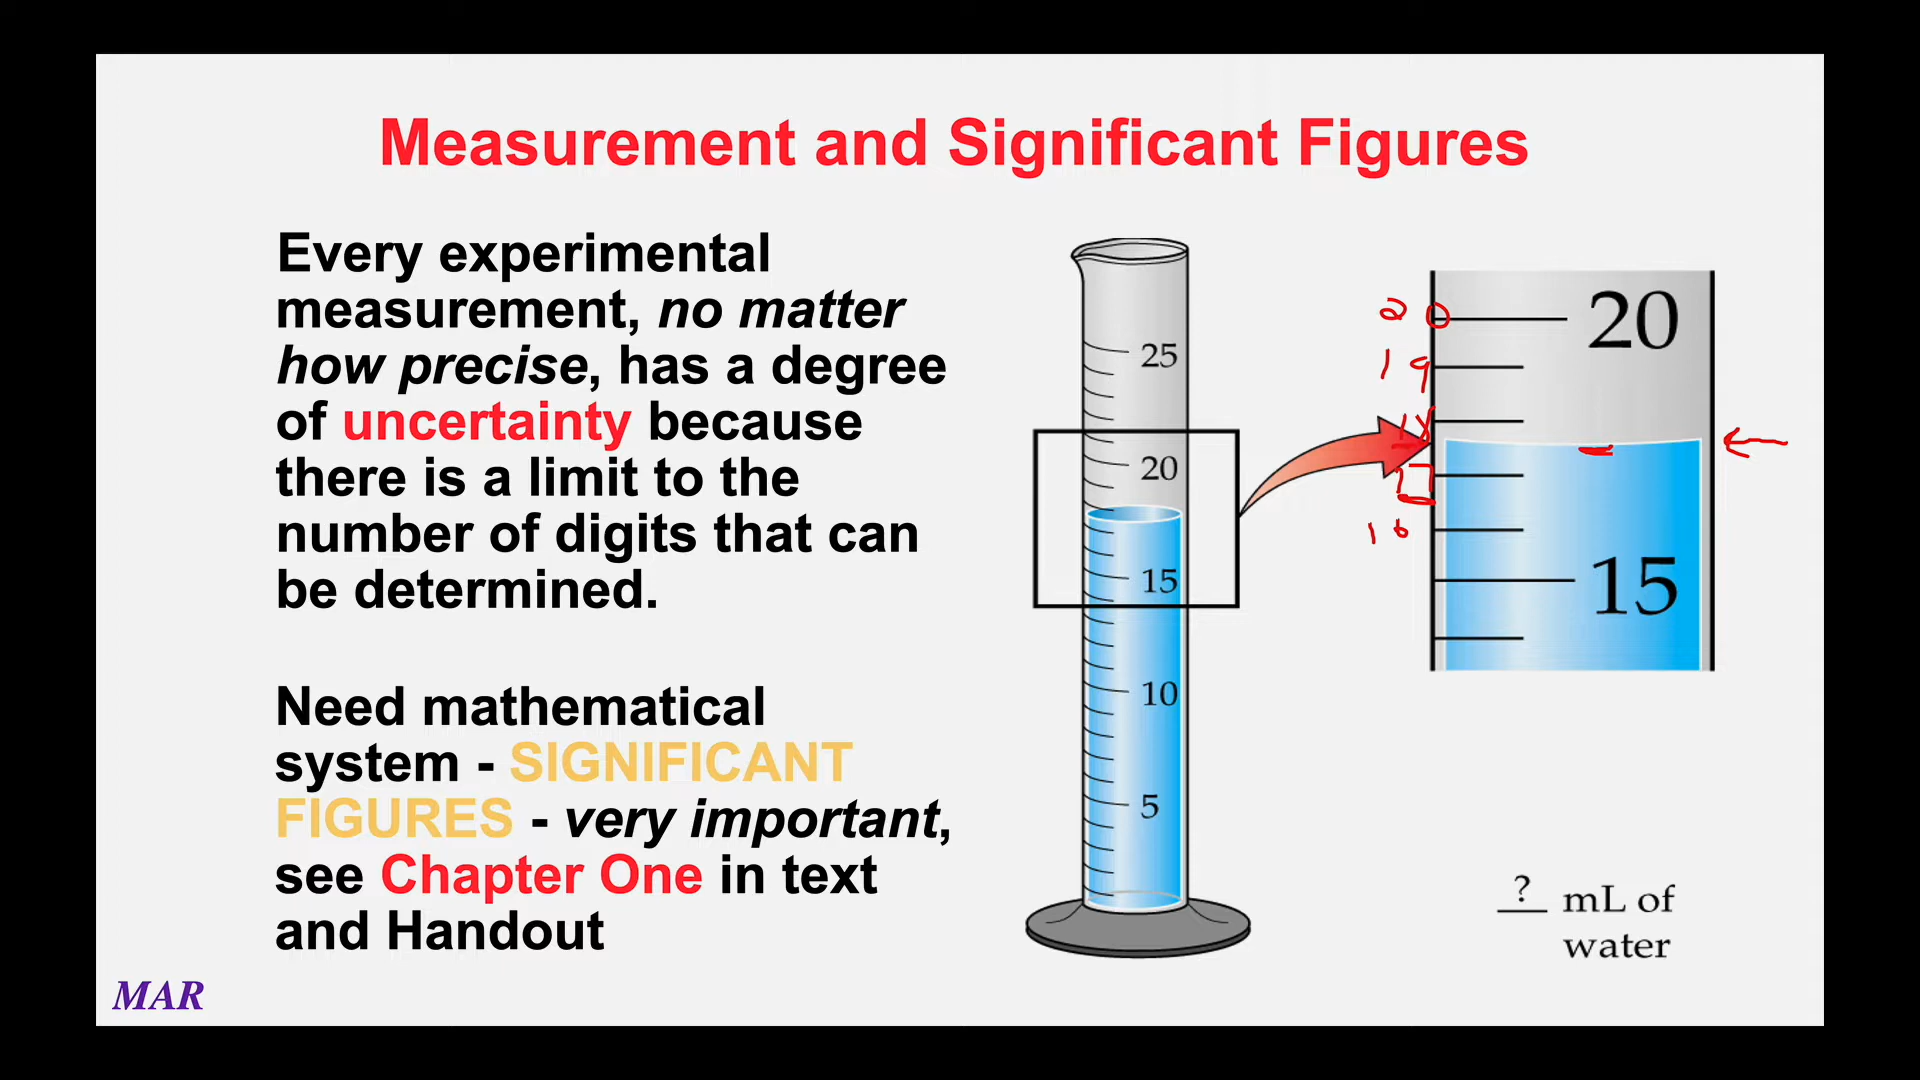 Measurement and Significant Figures
Every experimental
measurement, no matter
how precise, has a degree
of uncertainty because
there is a limit to the
number of digits that can
be determined.
Need mathematical
system - SIGNIFICANT
FIGURES - very important,
see Chapter One in text
and Handout
MAR
25
20
15
10
5
20
19
18
17
16
20
15
? mL of
water